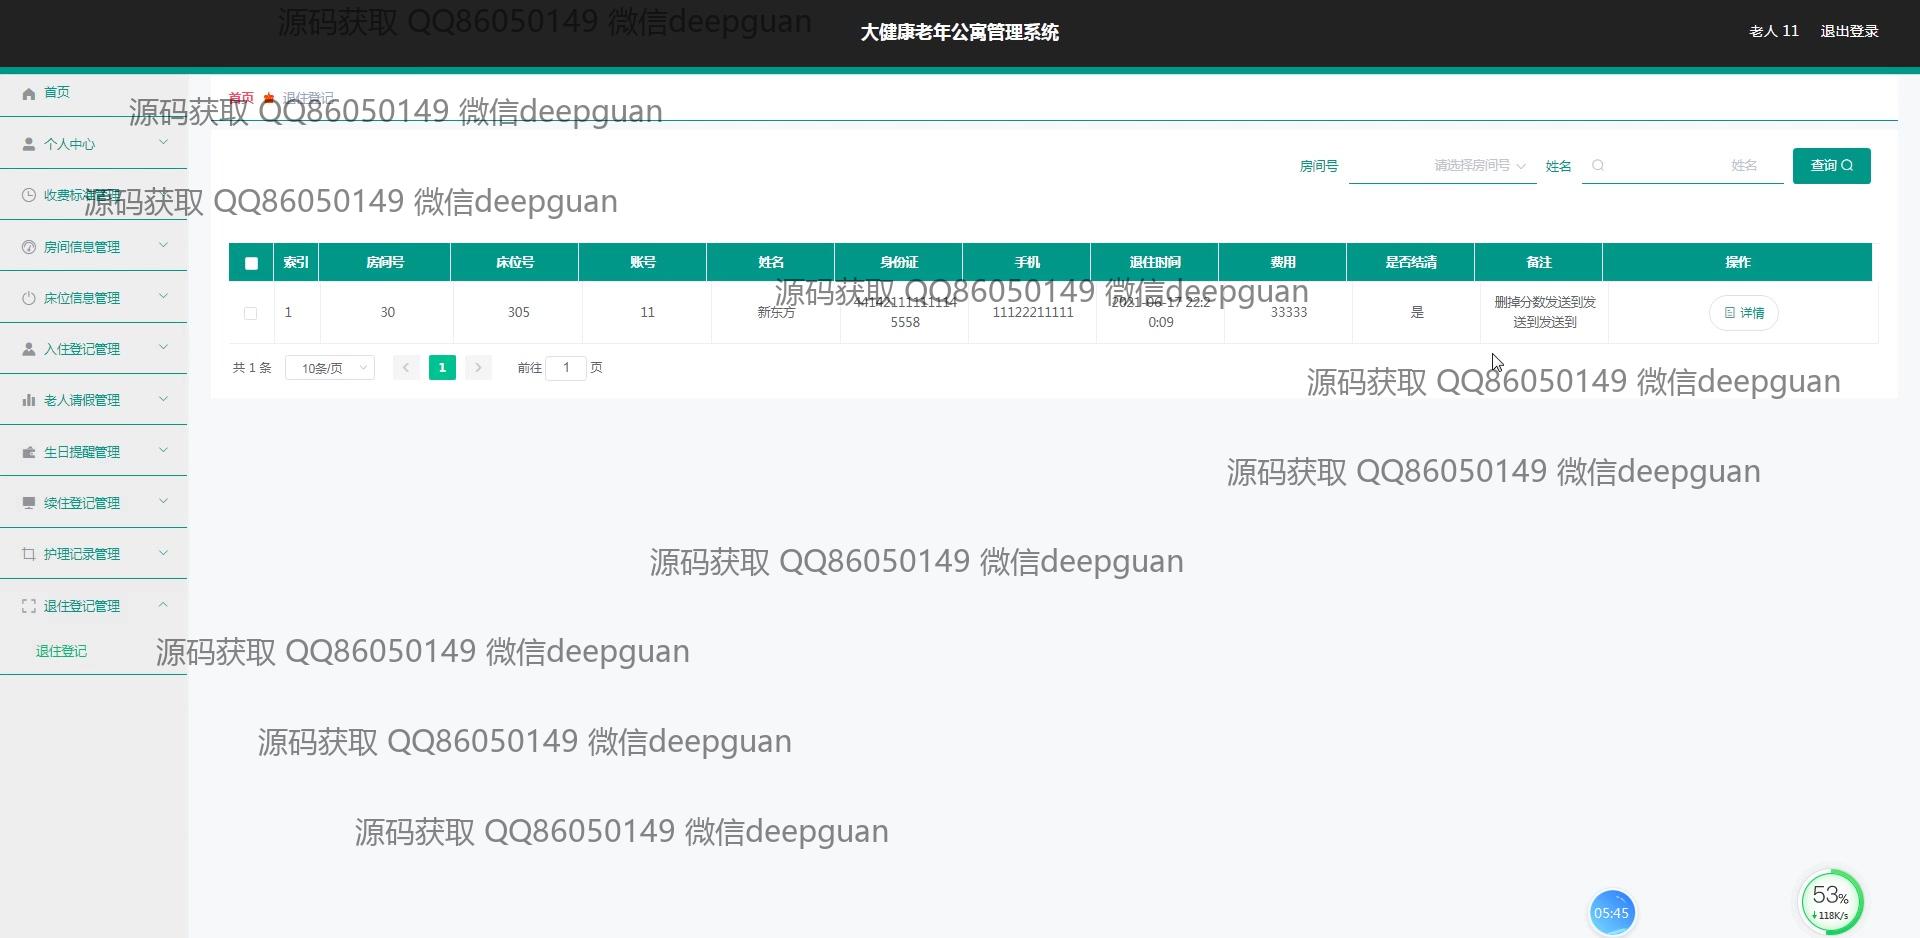 源码获取 QQ86050149 微信deepguan
大健康老年公寓管理系统
老人 11 退出登录
首页
首页 退住登记
源码获取 QQ86050149 微信deepguan
个人中心
房间号 请选择房间号 姓名 姓名 查询
收费标准管理
源码获取 QQ86050149 微信deepguan
房间信息管理
索引 房间号 床位号 账号 姓名 身份证 手机 退住时间 费用 是否结清 备注 操作
源码获取 QQ86050149 微信deepguan
床位信息管理
1 30 305 11 新东方 44142111111114 11122211111 2021-06-17 22:2 33333 是 删掉分数发送到发 详情
5558 0:09 送到发送到
入住登记管理
共 1 条 10条/页 1 前往 1 页
源码获取 QQ86050149 微信deepguan
老人请假管理
生日提醒管理
源码获取 QQ86050149 微信deepguan
续住登记管理
护理记录管理
源码获取 QQ86050149 微信deepguan
退住登记管理
退住登记
源码获取 QQ86050149 微信deepguan
源码获取 QQ86050149 微信deepguan
源码获取 QQ86050149 微信deepguan
53%
05:45
118K/s